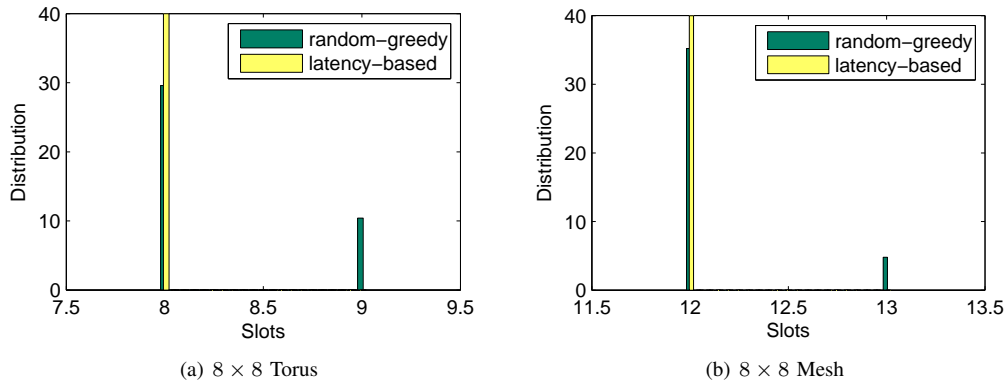 40
30
20
10
0
Distribution
7.5 8 8.5 9 9.5
Slots
random-greedy
latency-based
(a) 8 × 8 Torus
40
30
20
10
0
Distribution
11.5 12 12.5 13 13.5
Slots
random-greedy
latency-based
(b) 8 × 8 Mesh